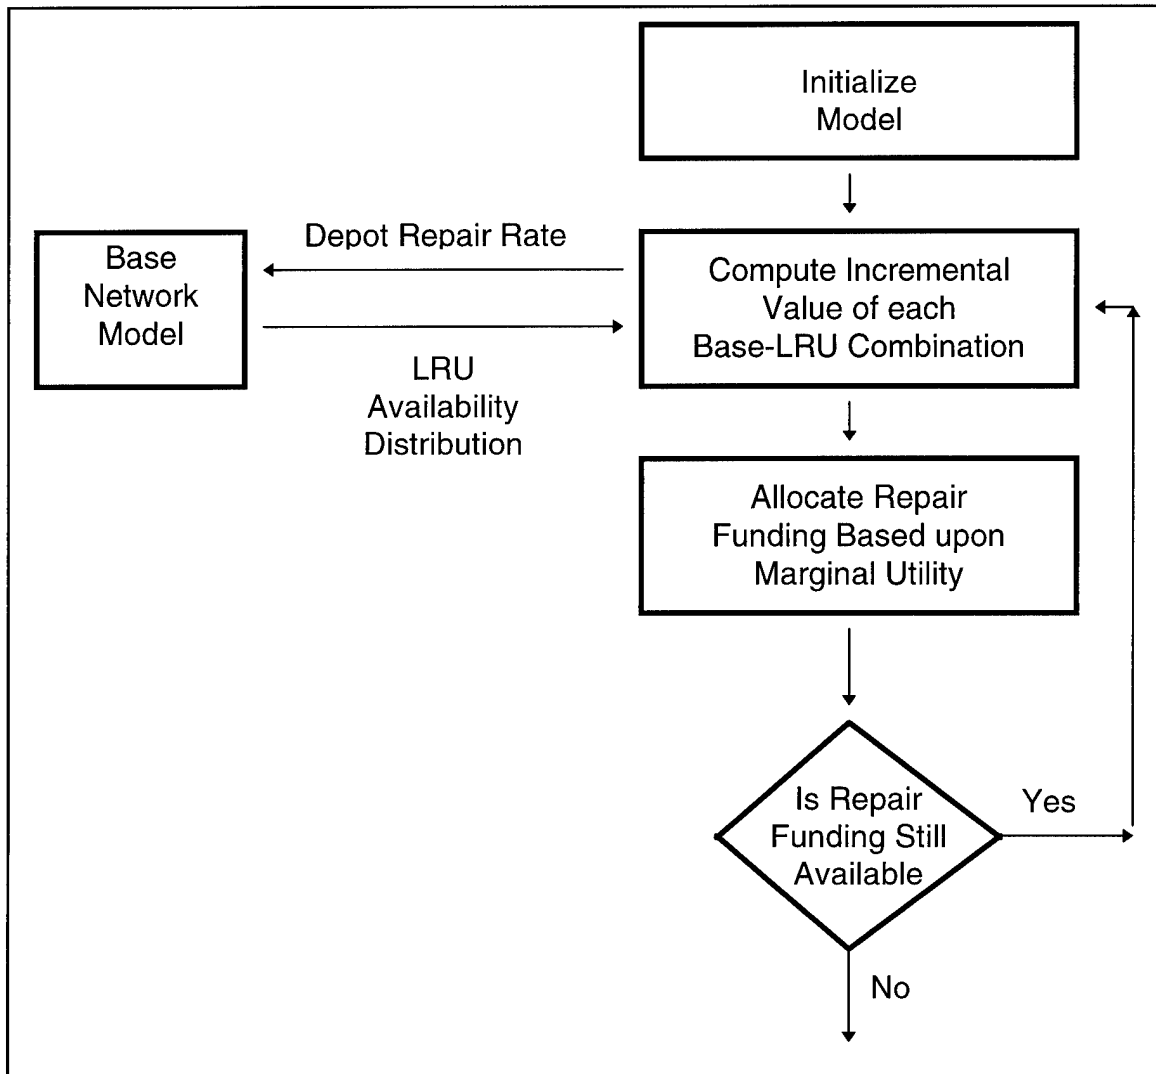 Initialize
Model
Depot Repair Rate
Base
Network
Model
Compute Incremental
Value of each
Base-LRU Combination
LRU
Availability
Distribution
Allocate Repair
Funding Based upon
Marginal Utility
Is Repair
Funding Still
Available
Yes
No